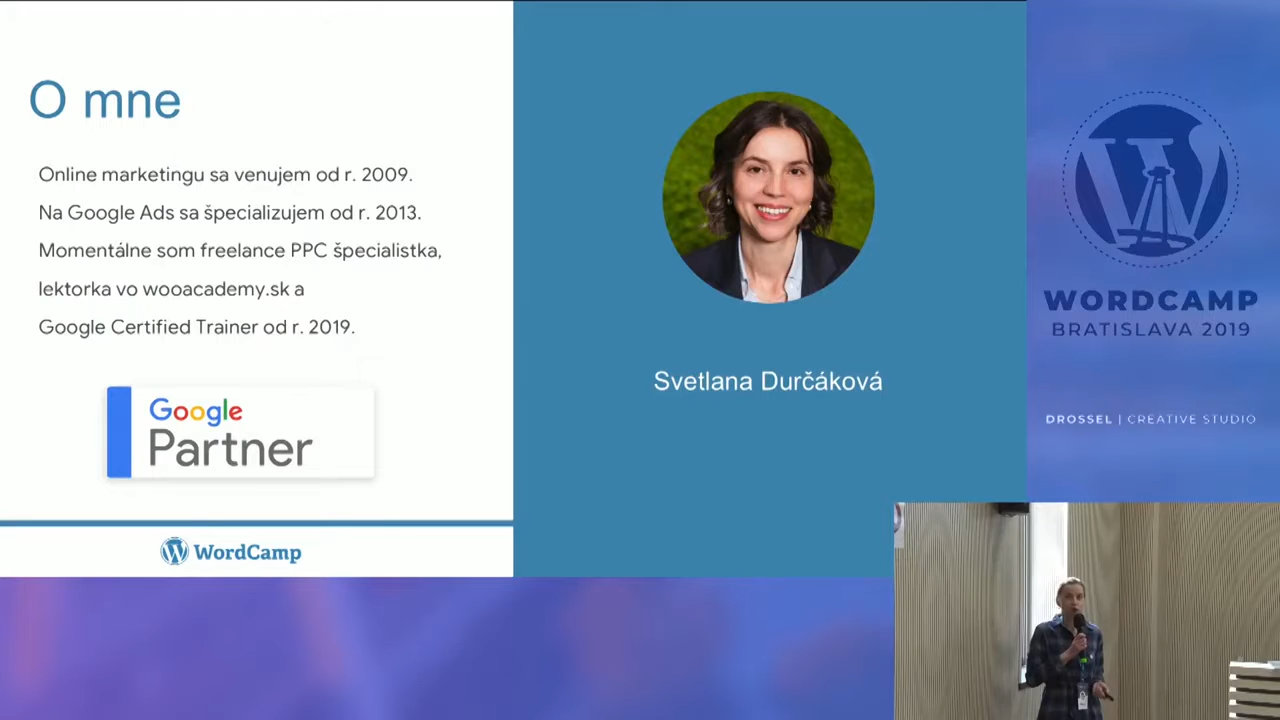 O mne
Online marketingu sa venujem od r. 2009.
Na Google Ads sa špecializujem od r. 2013.
Momentálne som freelance PPC špecialistka,
lektorka vo wooacademy.sk a
Google Certified Trainer od r. 2019.
Google
Partner
WordCamp
Svetlana Durčáková
WORDCAMP
BRATISLAVA 2019
DROSSEL | CREATIVE STUDIO